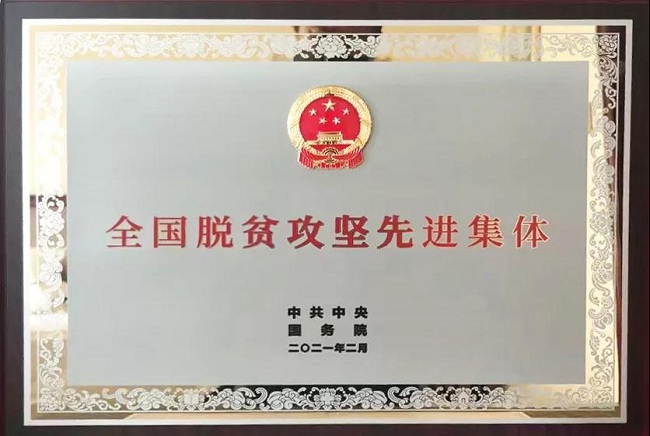 全国脱贫攻坚先进集体
中共中央
国务院
二〇二一年二月